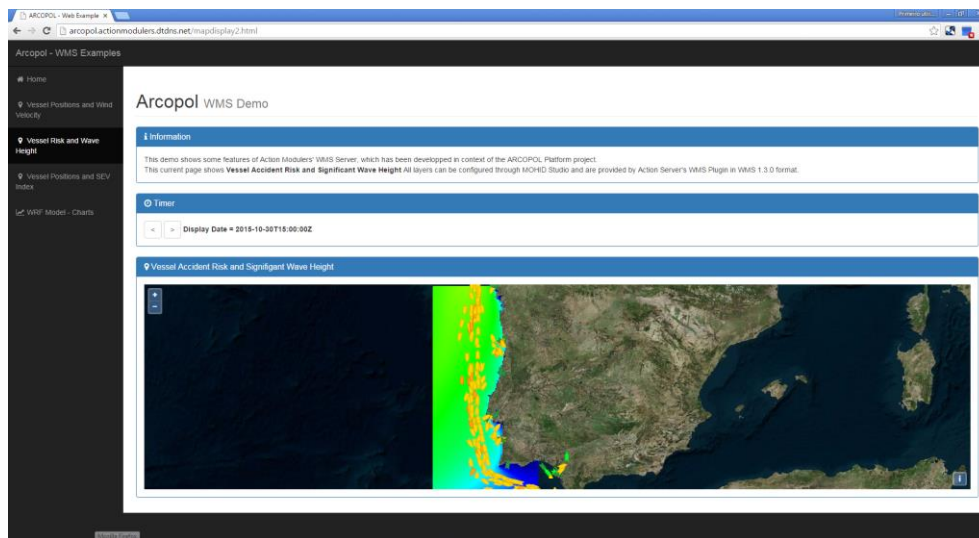 ARCOPOL - Web Example
arcopol.actionmodulers.dtdns.net/mapdisplay2.html
Arcopol - WMS Examples
Home
Vessel Positions and Wind
Velocity
Vessel Risk and Wave
Height
Vessel Positions and SEV
Index
WRF Model - Charts
Arcopol WMS Demo
Information
This demo shows some features of Action Modulers' WMS Server, which has been developped in context of the ARCOPOL Platform project.
This current page shows Vessel Accident Risk and Significant Wave Height All layers can be configured through MOHID Studio and are provided by Action Server's WMS Plugin in WMS 1.3.0 format.
Timer
< > Display Date = 2015-10-30T15:00:00Z
Vessel Accident Risk and Signifigant Wave Height
+
−
i